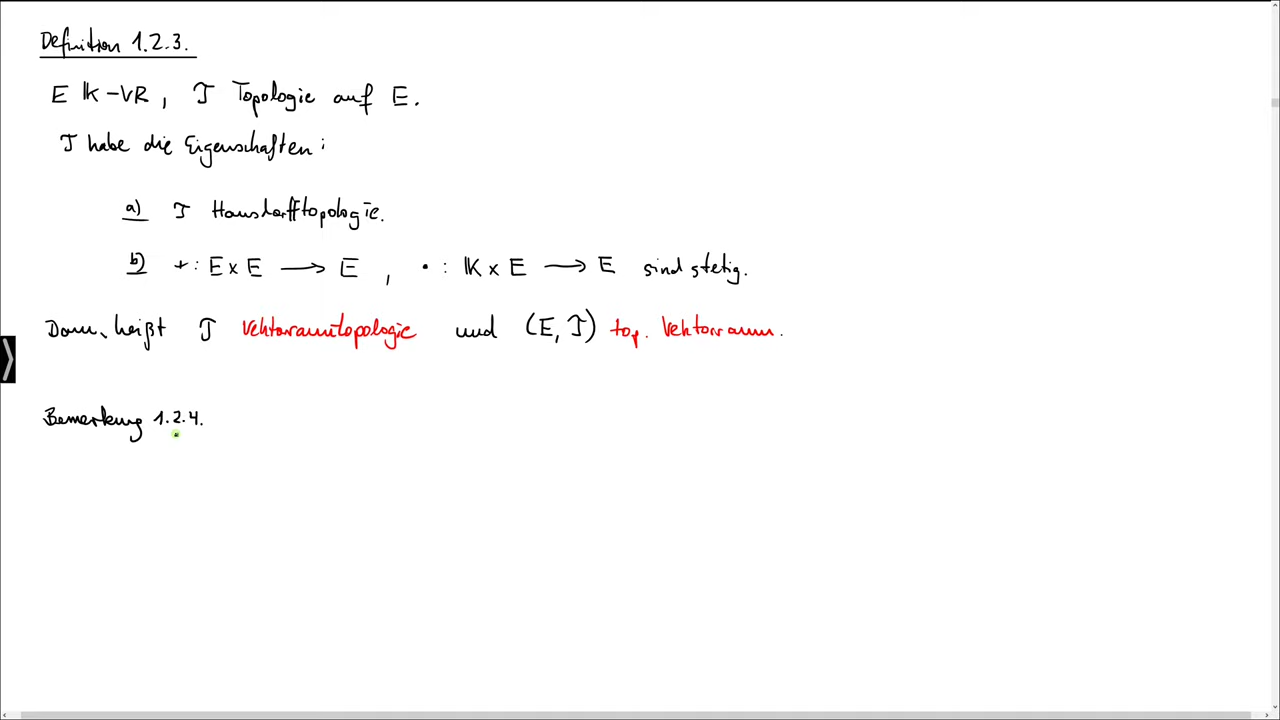 Definition 1.2.3.
E 𝕂-VR, 𝒯 Topologie auf E.
𝒯 habe die Eigenschaften:
a) 𝒯 Hausdorfftopologie.
b) +: E × E ⟶ E , · : 𝕂 × E ⟶ E sind stetig.
Dann heißt 𝒯 Vektorraumtopologie und (E, 𝒯) top. Vektorraum.
Bemerkung 1.2.4.